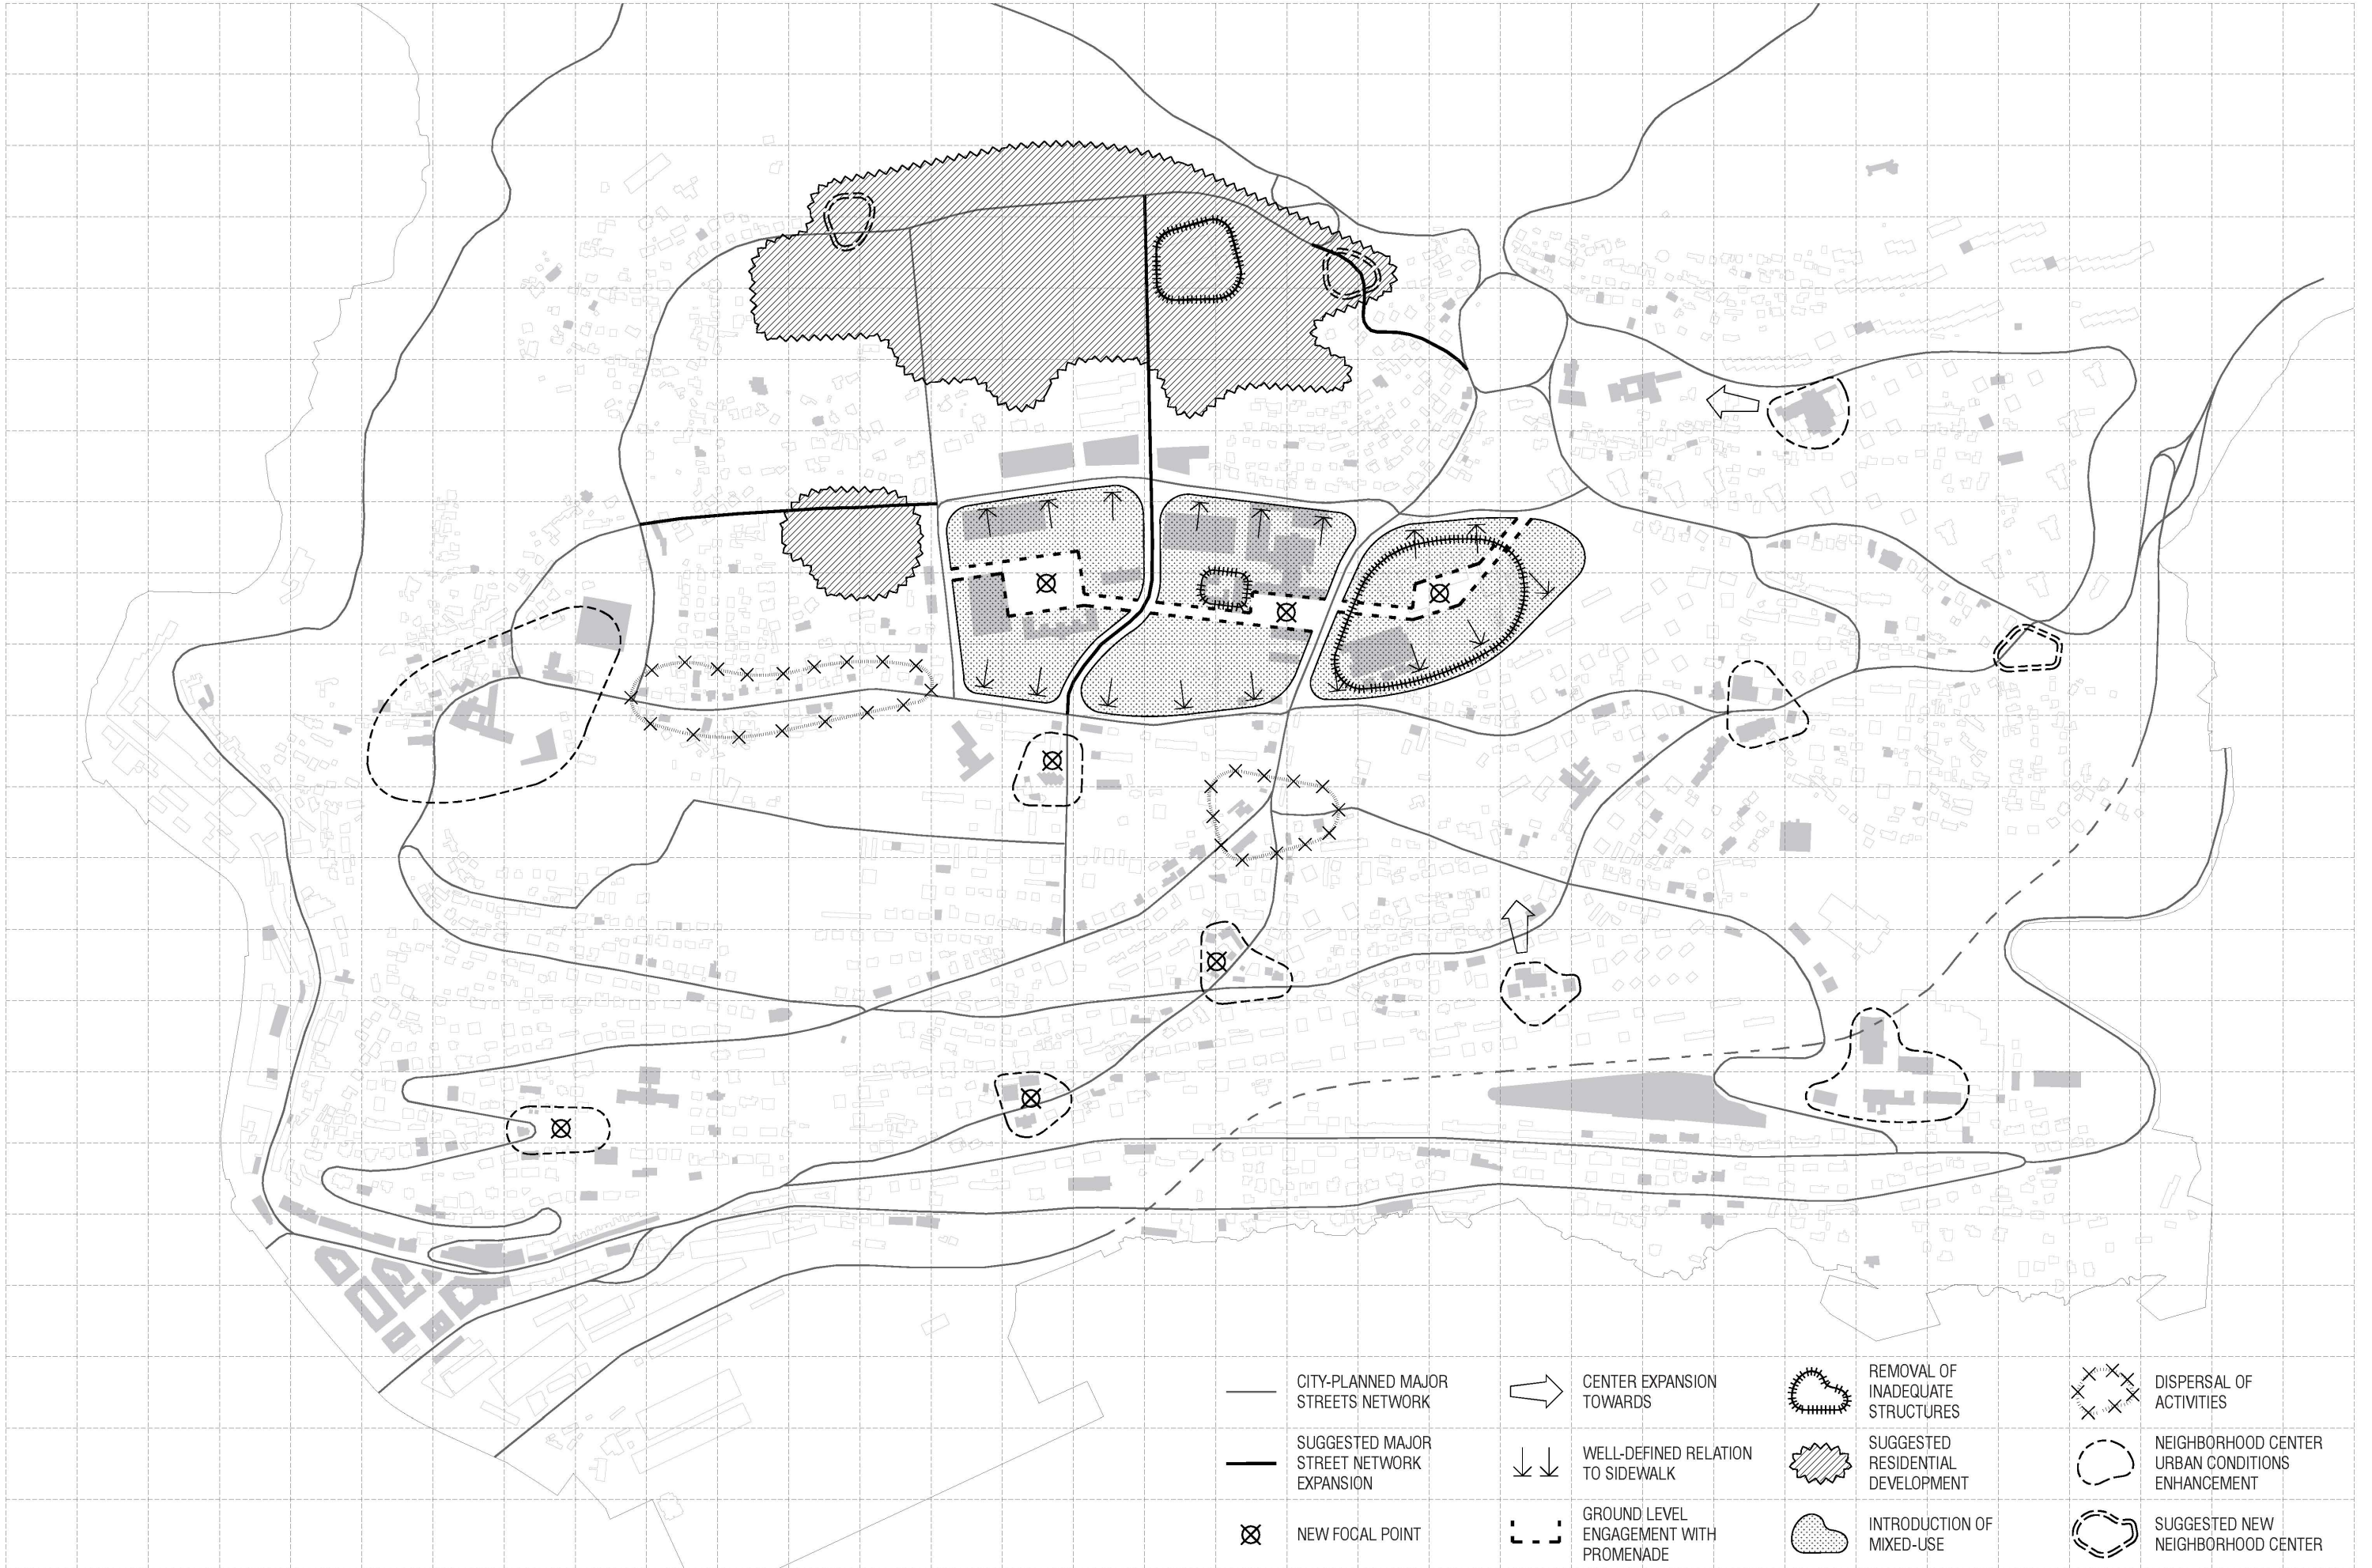 CITY-PLANNED MAJOR
STREETS NETWORK
CENTER EXPANSION
TOWARDS
REMOVAL OF
INADEQUATE
STRUCTURES
DISPERSAL OF
ACTIVITIES
SUGGESTED MAJOR
STREET NETWORK
EXPANSION
WELL-DEFINED RELATION
TO SIDEWALK
SUGGESTED
RESIDENTIAL
DEVELOPMENT
NEIGHBORHOOD CENTER
URBAN CONDITIONS
ENHANCEMENT
NEW FOCAL POINT
GROUND LEVEL
ENGAGEMENT WITH
PROMENADE
INTRODUCTION OF
MIXED-USE
SUGGESTED NEW
NEIGHBORHOOD CENTER